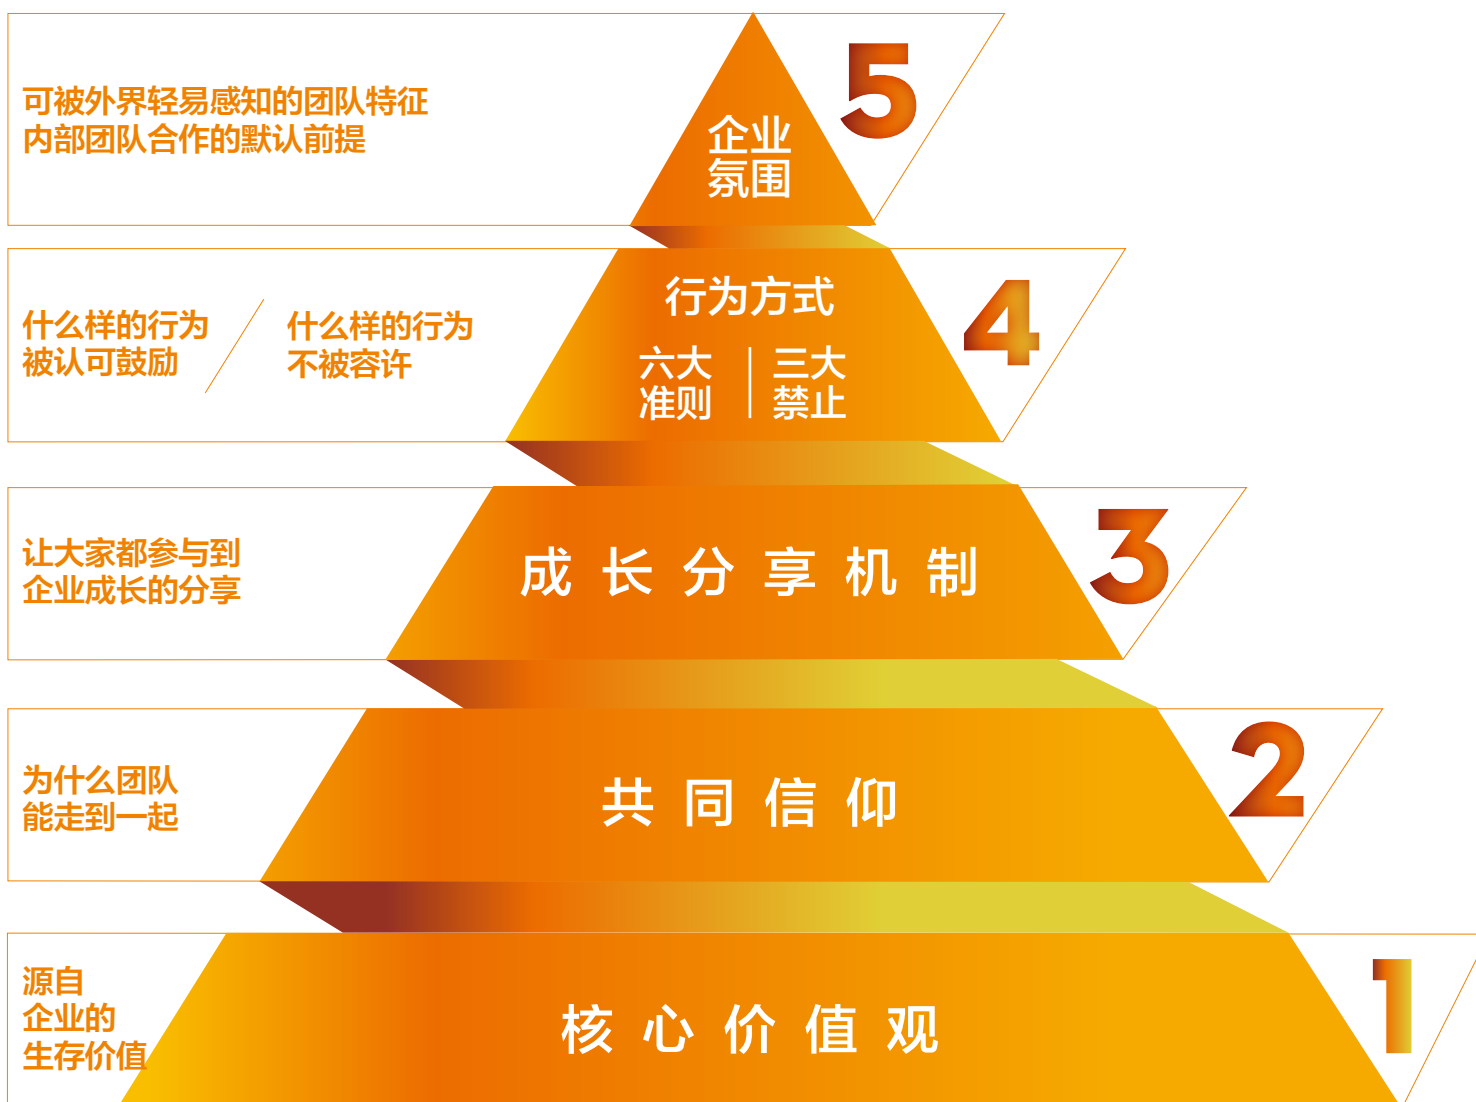 可被外界轻易感知的团队特征
内部团队合作的默认前提
企业
氛围
5
什么样的行为
被认可鼓励
什么样的行为
不被容许
行为方式
六大
准则
三大
禁止
4
让大家都参与到
企业成长的分享
成长分享机制
3
为什么团队
能走到一起
共同信仰
2
源自
企业的
生存价值
核心价值观
1